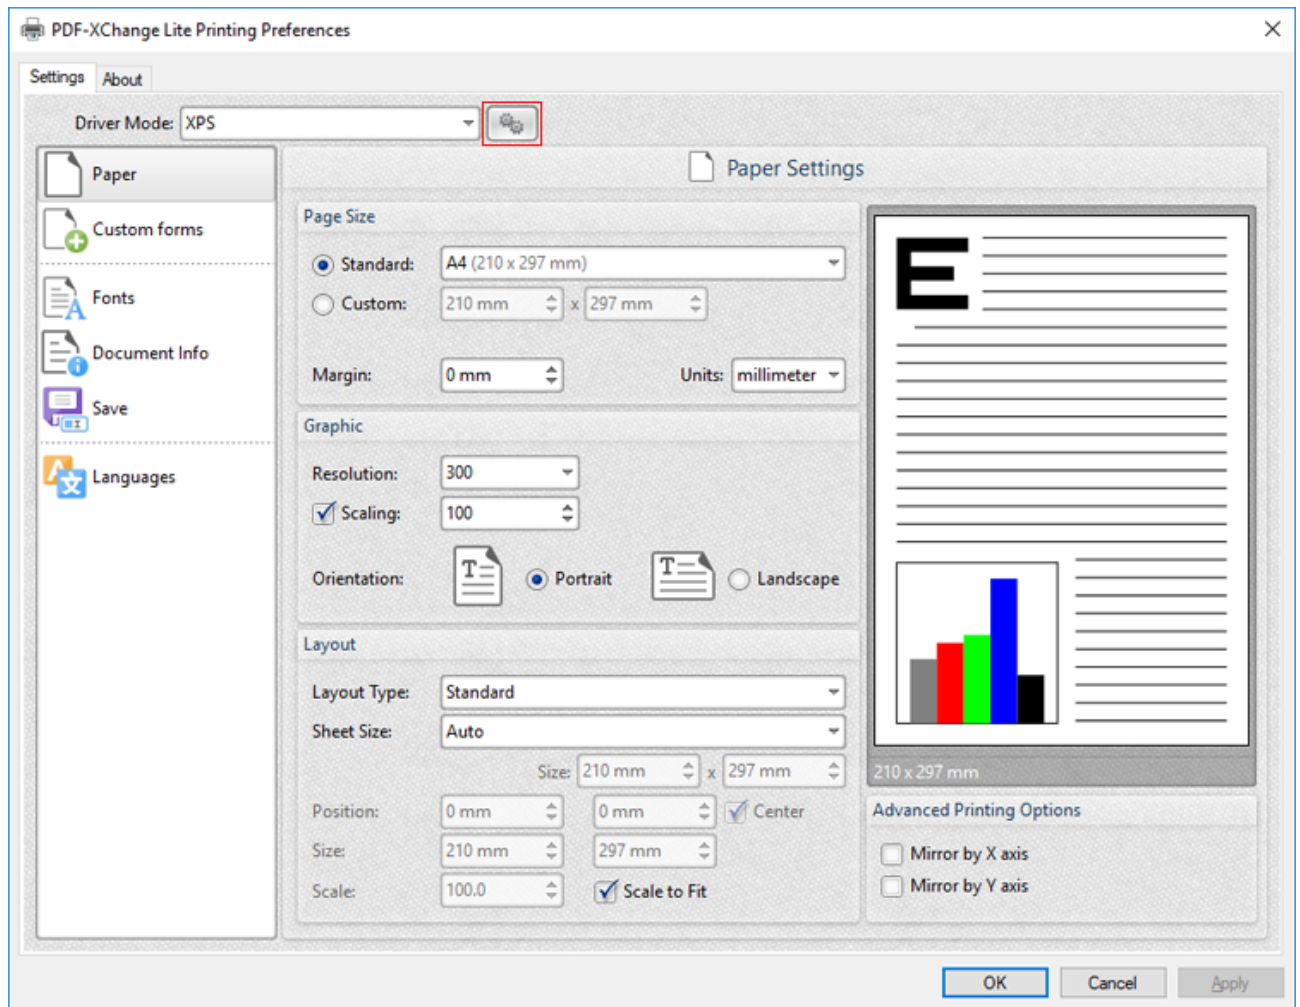 PDF-XChange Lite Printing Preferences
Settings About
Driver Mode: XPS
Paper
Custom forms
Fonts
Document Info
Save
Languages
Paper Settings
Page Size
Standard: A4 (210 x 297 mm)
Custom: 210 mm x 297 mm
Margin: 0 mm Units: millimeter
Graphic
Resolution: 300
Scaling: 100
Orientation: T Portrait T Landscape
Layout
Layout Type: Standard
Sheet Size: Auto
Size: 210 mm x 297 mm
Position: 0 mm 0 mm Center
Size: 210 mm 297 mm
Scale: 100.0 Scale to Fit
E
210 x 297 mm
Advanced Printing Options
Mirror by X axis
Mirror by Y axis
OK Cancel Apply